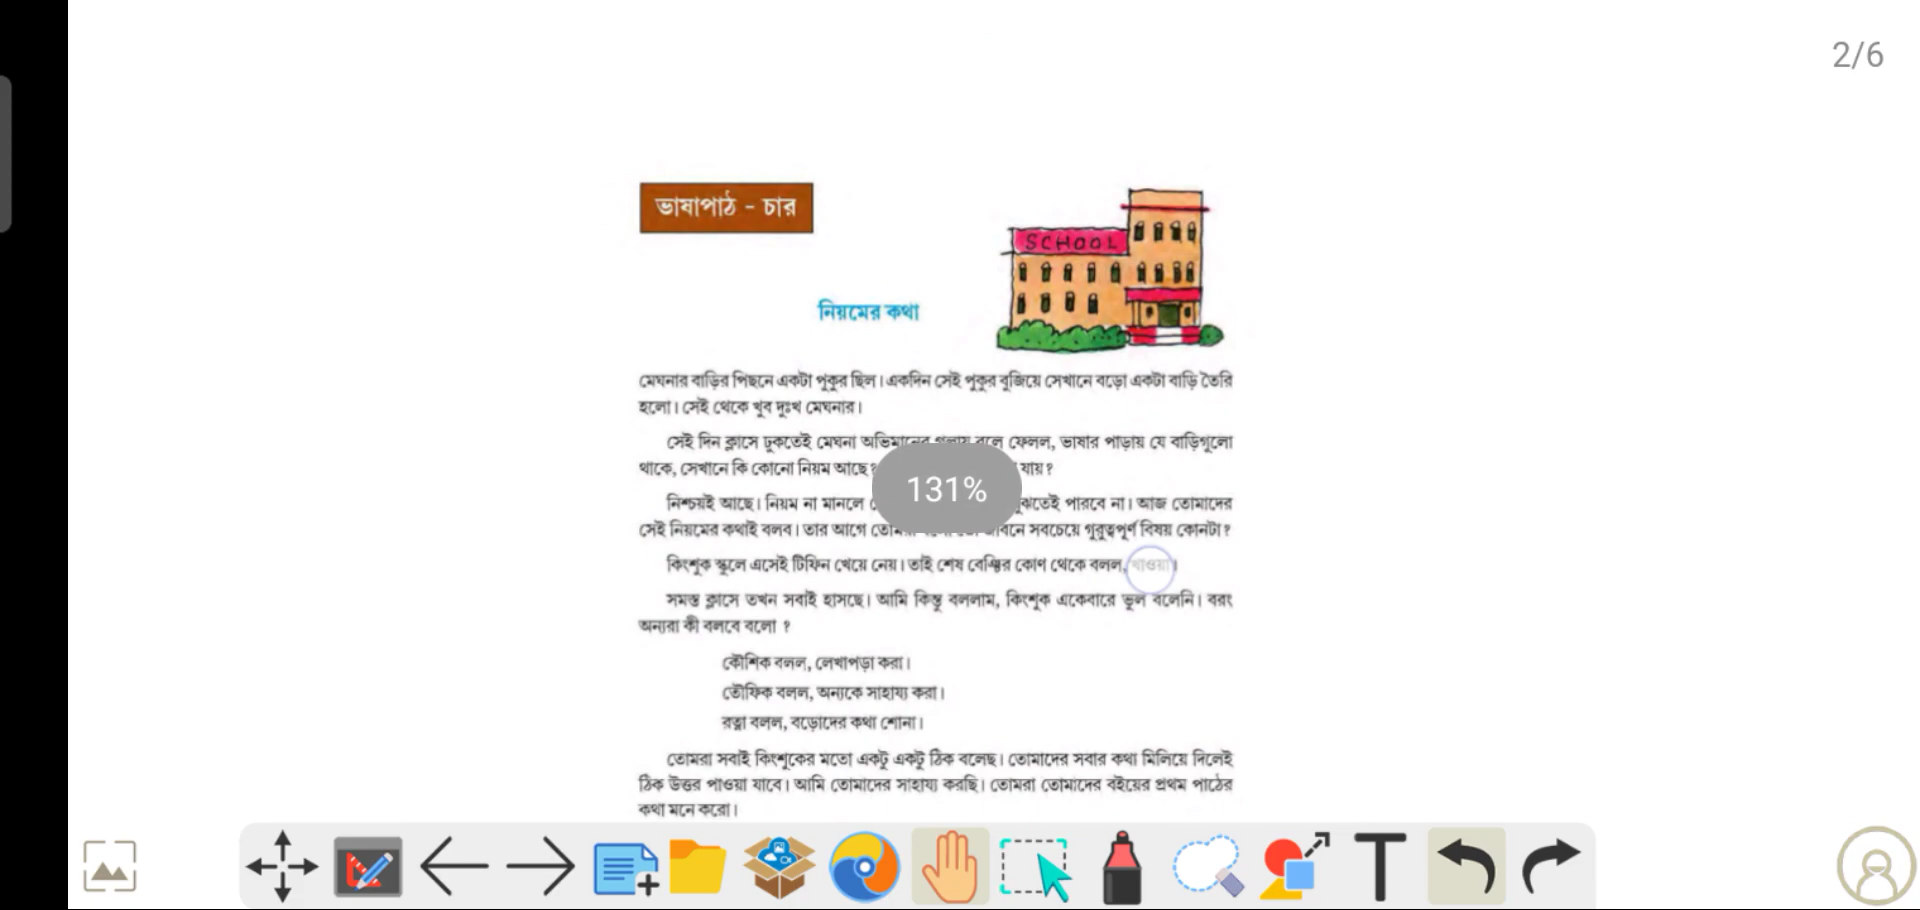 2/6
ভাষাপাঠ - চার
SCHOOL
নিয়মের কথা
মেঘনার বাড়ির পিছনে একটা পুকুর ছিল। একদিন সেই পুকুর বুজিয়ে সেখানে বড়ো একটা বাড়ি তৈরি
হলো। সেই থেকে খুব দুঃখ মেঘনার।
সেই দিন ক্লাসে ঢুকতেই মেঘনা অভিমানের গলায় বলে ফেলল, ভাষার পাড়ায় যে বাড়িগুলো
থাকে, সেখানে কি কোনো নিয়ম আছে? যায়?
নিশ্চয়ই আছে। নিয়ম না মানলে বুঝতেই পারবে না। আজ তোমাদের
সেই নিয়মের কথাই বলব। তার আগে জীবনে সবচেয়ে গুরুত্বপূর্ণ বিষয় কোনটা?
131%
কিংশুক স্কুলে এসেই টিফিন খেয়ে নেয়। তাই শেষ বেঞ্চির কোণ থেকে বলল, খাওয়া।
সমস্ত ক্লাসে তখন সবাই হাসছে। আমি কিন্তু বললাম, কিংশুক একেবারে ভুল বলেনি। বরং
অন্যরা কী বলবে বলো ?
কৌশিক বলল, লেখাপড়া করা।
তৌফিক বলল, অন্যকে সাহায্য করা।
রত্না বলল, বড়োদের কথা শোনা।
তোমরা সবাই কিংশুকের মতো একটু একটু ঠিক বলেছ। তোমাদের সবার কথা মিলিয়ে দিলেই
ঠিক উত্তর পাওয়া যাবে। আমি তোমাদের সাহায্য করছি। তোমরা তোমাদের বইয়ের প্রথম পাঠের
কথা মনে করো।